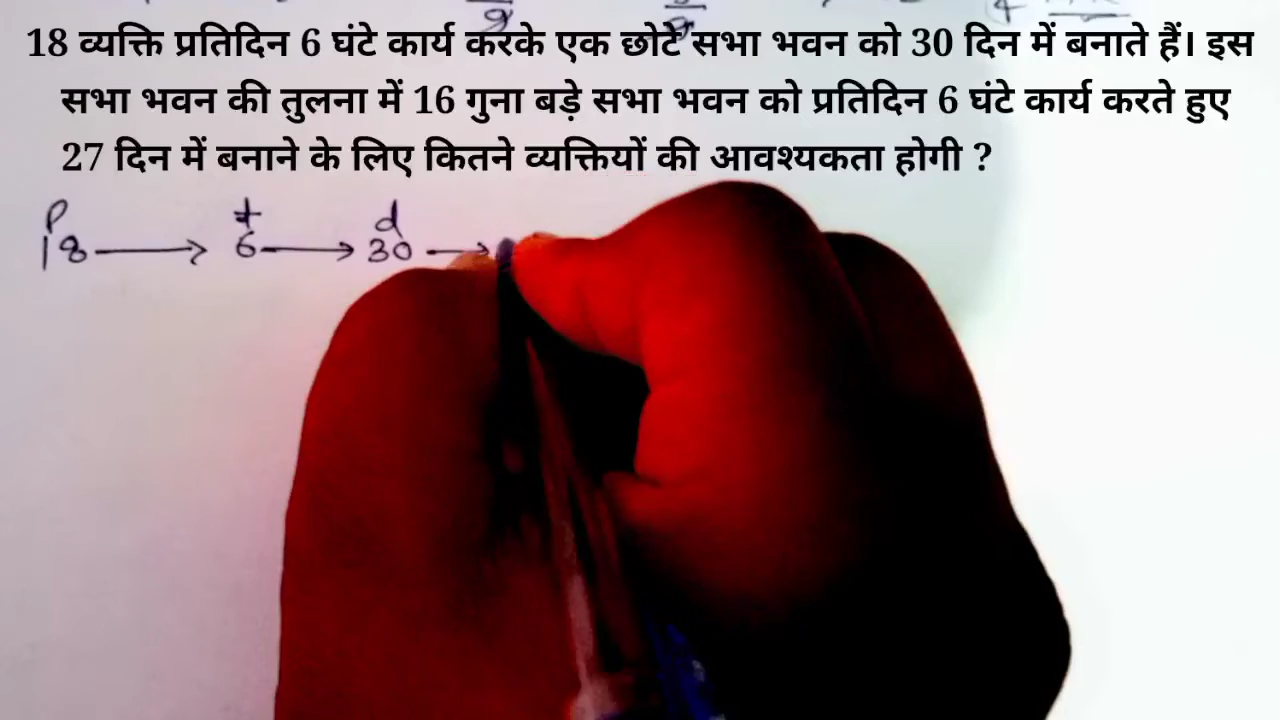 18 व्यक्ति प्रतिदिन 6 घंटे कार्य करके एक छोटे सभा भवन को 30 दिन में बनाते हैं। इस
सभा भवन की तुलना में 16 गुना बड़े सभा भवन को प्रतिदिन 6 घंटे कार्य करते हुए
27 दिन में बनाने के लिए कितने व्यक्तियों की आवश्यकता होगी ?
P t d
18 → 6 → 30 →